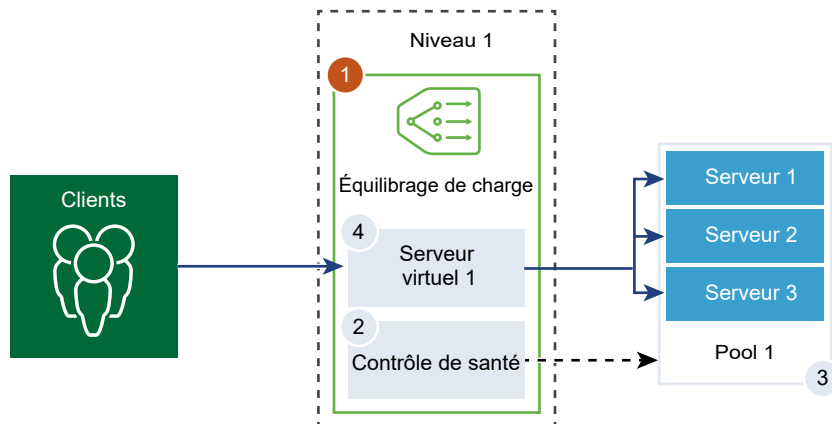 Niveau 1
1
Équilibrage de charge
Clients
4
Serveur
virtuel 1
2
Contrôle de santé
Serveur 1
Serveur 2
Serveur 3
Pool 1
3